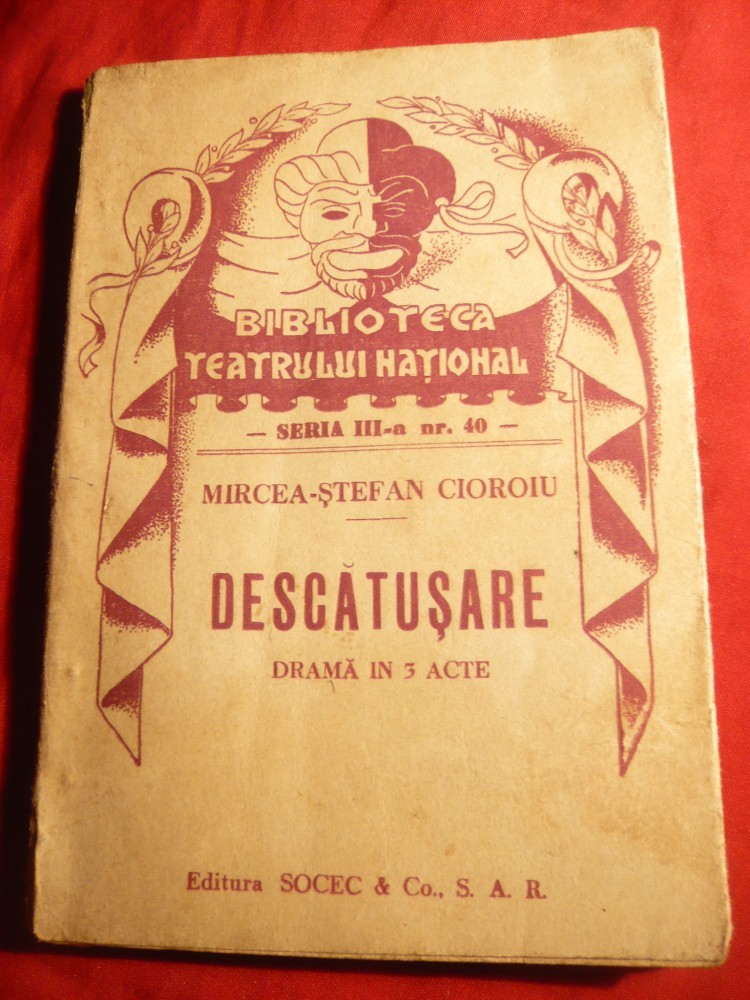 BIBLIOTECA
TEATRULUI NAȚIONAL
— SERIA III-a nr. 40 —
MIRCEA-ȘTEFAN CIOROIU
DESCĂTUȘARE
DRAMĂ IN 3 ACTE
Editura SOCEC & Co., S. A. R.